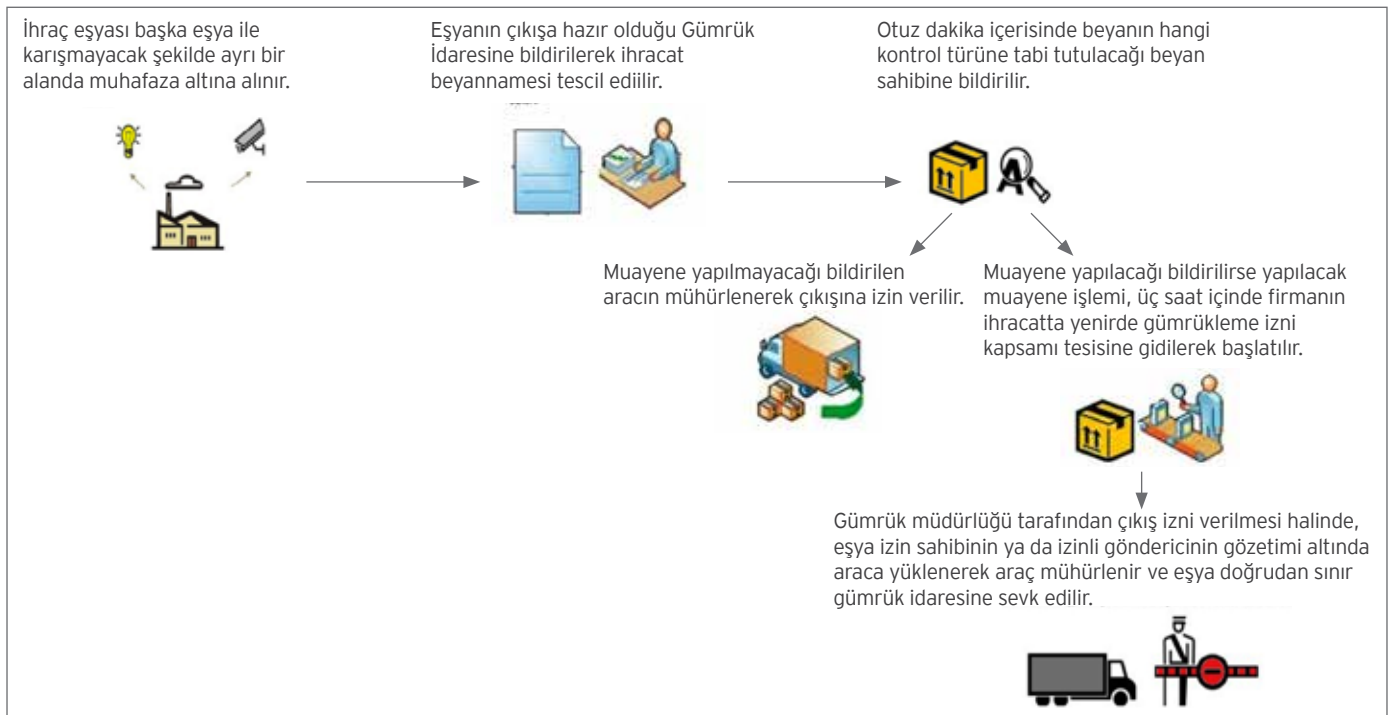 İhraç eşyası başka eşya ile
karışmayacak şekilde ayrı bir
alanda muhafaza altına alınır.
Eşyanın çıkışa hazır olduğu Gümrük
İdaresine bildirilerek ihracat
beyannamesi tescil ediilir.
Otuz dakika içerisinde beyanın hangi
kontrol türüne tabi tutulacağı beyan
sahibine bildirilir.
Muayene yapılmayacağı bildirilen
aracın mühürlenerek çıkışına izin verilir.
Muayene yapılacağı bildirilirse yapılacak
muayene işlemi, üç saat içinde firmanın
ihracatta yenirde gümrükleme izni
kapsamı tesisine gidilerek başlatılır.
Gümrük müdürlüğü tarafından çıkış izni verilmesi halinde,
eşya izin sahibinin ya da izinli göndericinin gözetimi altında
araca yüklenerek araç mühürlenir ve eşya doğrudan sınır
gümrük idaresine sevk edilir.